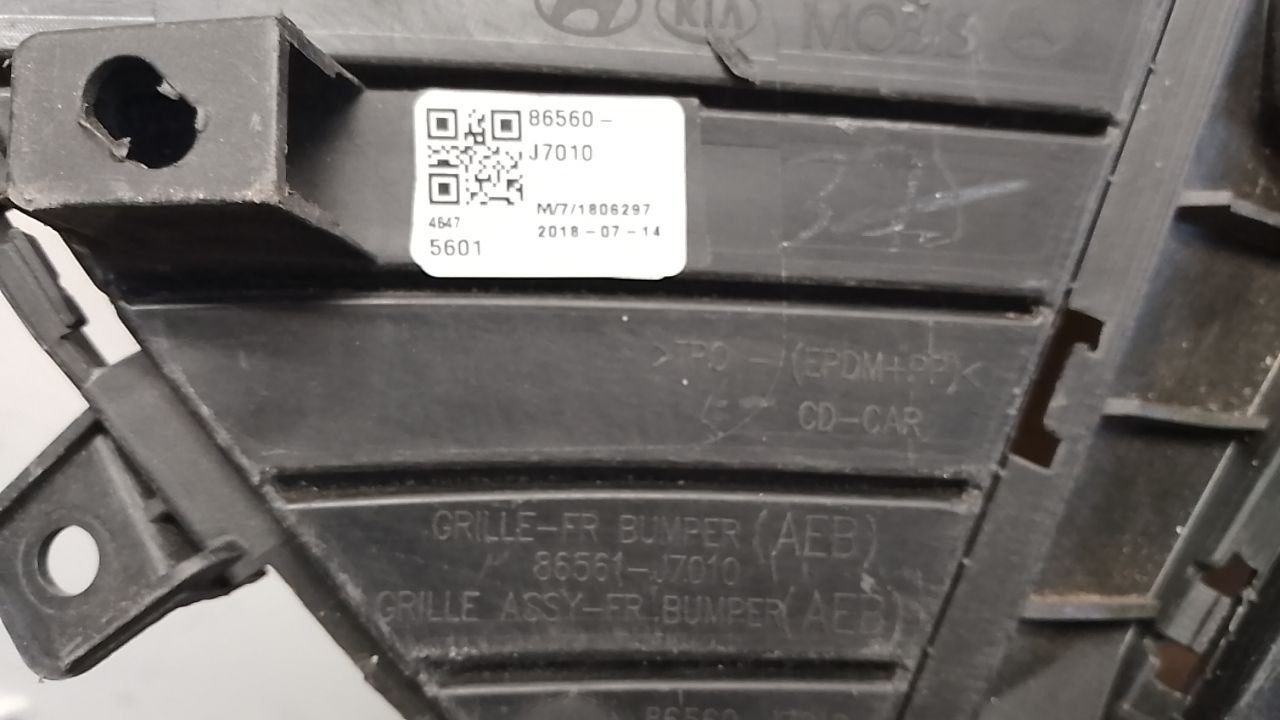 KIA MOBIS
86560-
J7010
M/7/1806297
4647
2018-07-14
5601
>TPO-(EPDM+PP)<
CD-CAR
GRILLE-FR BUMPER (AEB)
86561-J7010
GRILLE ASSY-FR BUMPER (AEB)